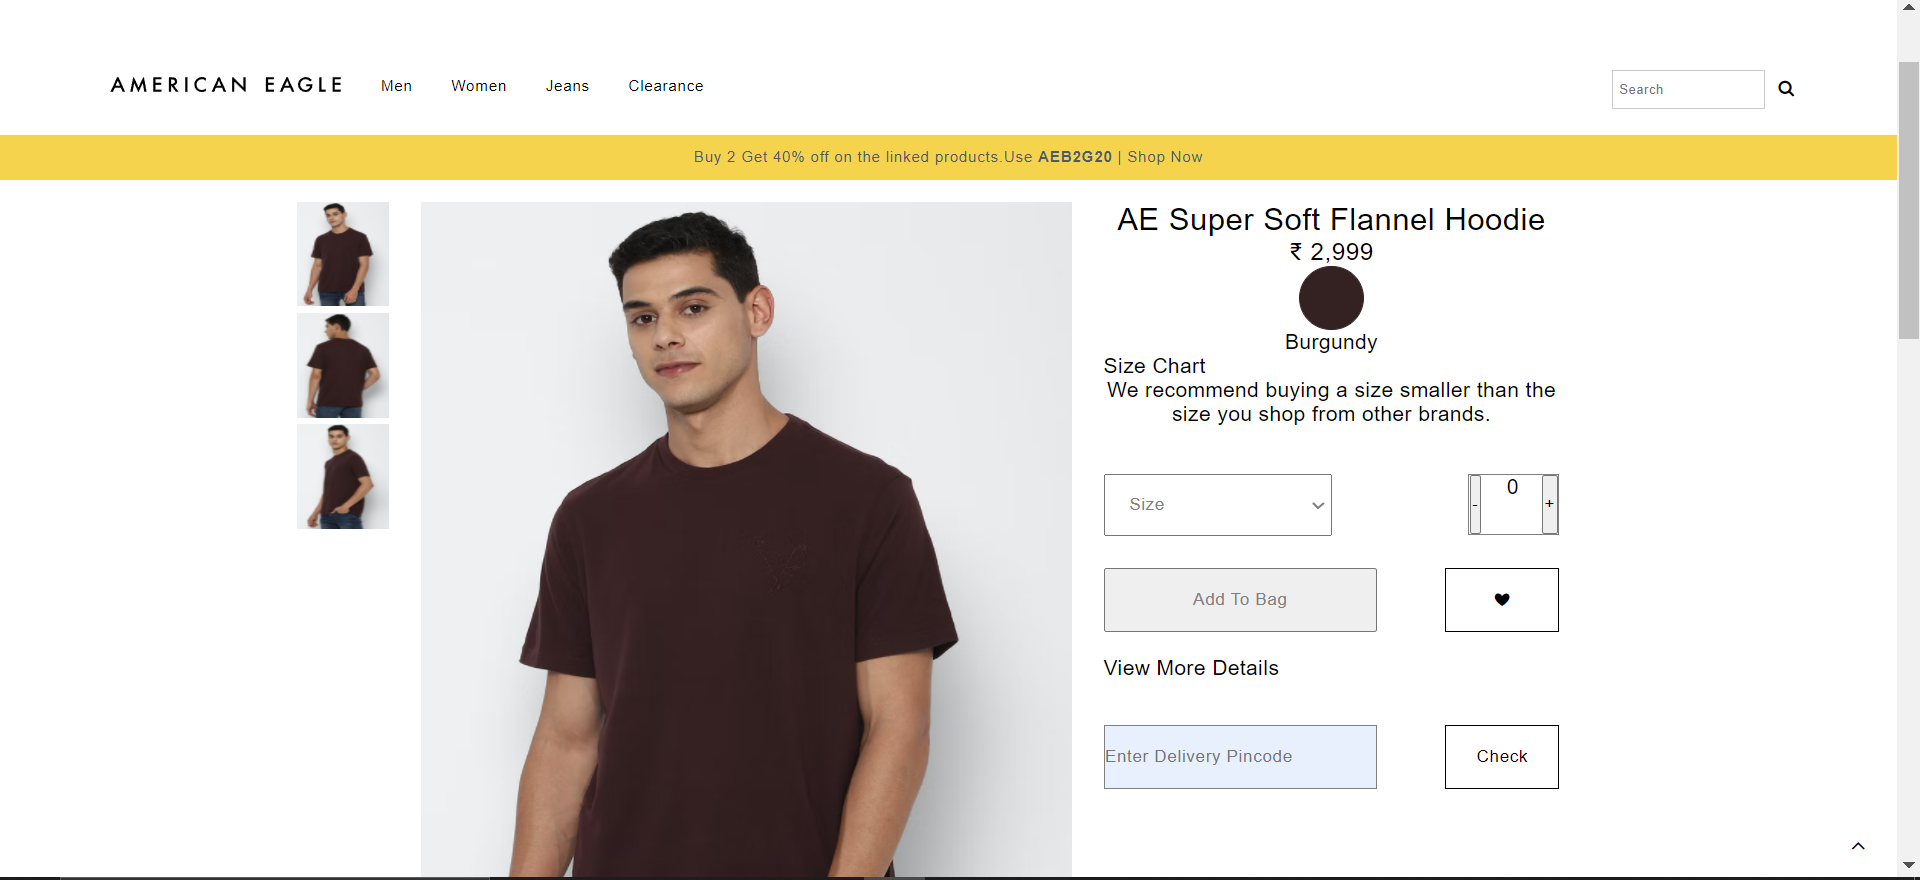 AMERICAN EAGLE Men Women Jeans Clearance Search
Buy 2 Get 40% off on the linked products.Use AEB2G20 | Shop Now
AE Super Soft Flannel Hoodie
₹ 2,999
Burgundy
Size Chart
We recommend buying a size smaller than the
size you shop from other brands.
Size - 0 +
Add To Bag
View More Details
Enter Delivery Pincode Check